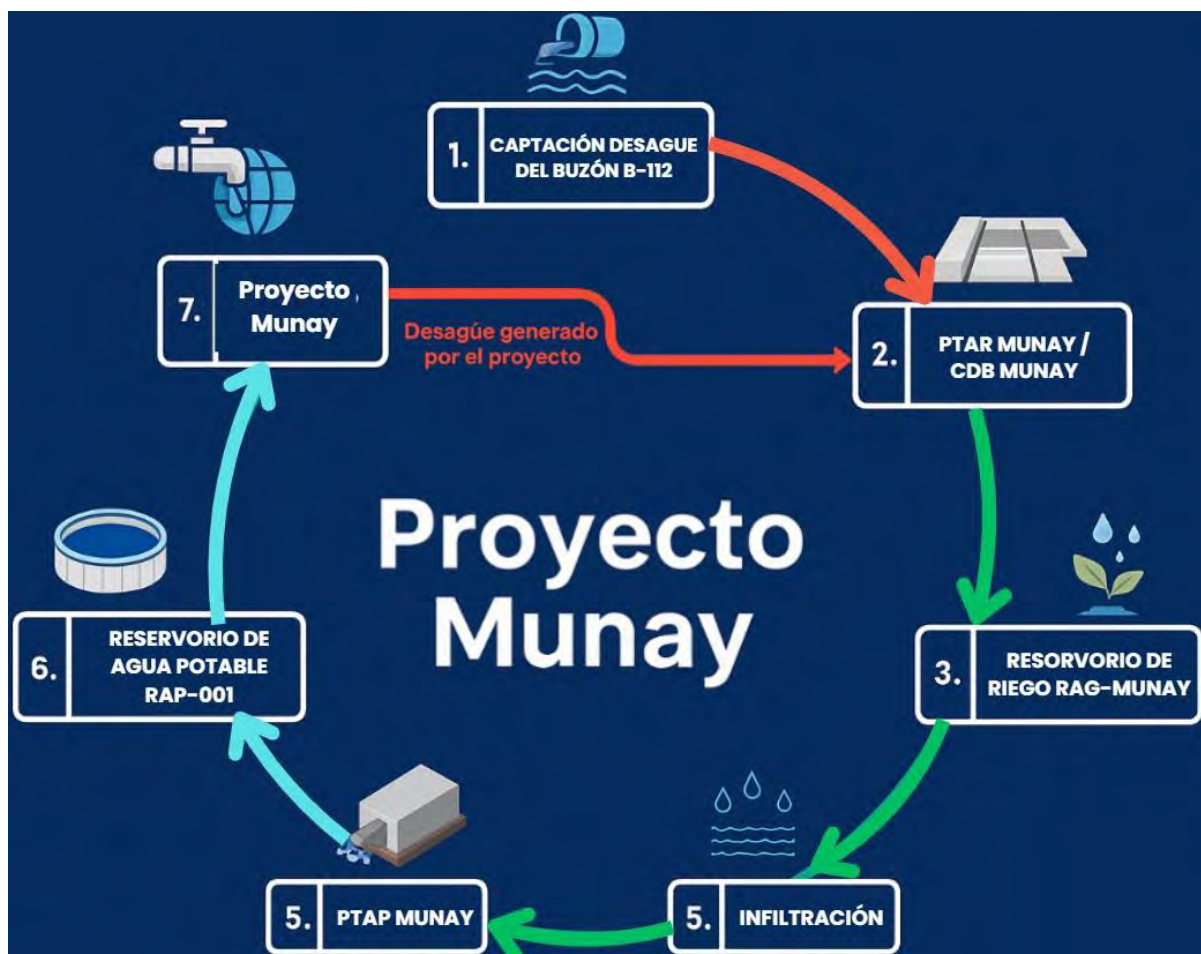 1. CAPTACIÓN DESAGUE
DEL BUZÓN B-112
7. Proyecto
Munay
Desagüe generado
por el proyecto
2. PTAR MUNAY /
CDB MUNAY
Proyecto
Munay
6. RESERVORIO DE
AGUA POTABLE
RAP-001
3. RESORVORIO DE
RIEGO RAG-MUNAY
5. PTAP MUNAY
5. INFILTRACIÓN